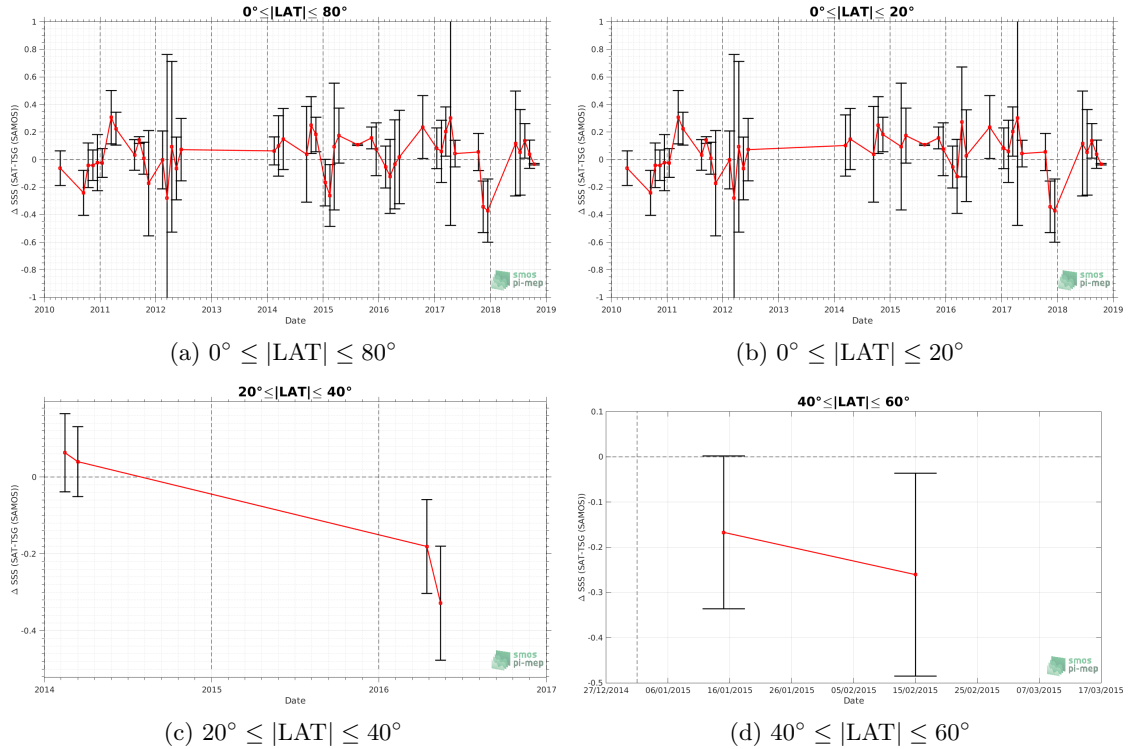 0°≤|LAT|≤ 80°
Δ SSS (SAT-TSG (SAMOS))
1
0.8
0.6
0.4
0.2
0
-0.2
-0.4
-0.6
-0.8
-1
2010 2011 2012 2013 2014 2015 2016 2017 2018 2019
Date
smos
pi-mep
(a) 0° ≤ |LAT| ≤ 80°
0°≤|LAT|≤ 20°
Δ SSS (SAT-TSG (SAMOS))
1
0.8
0.6
0.4
0.2
0
-0.2
-0.4
-0.6
-0.8
-1
2010 2011 2012 2013 2014 2015 2016 2017 2018 2019
Date
smos
pi-mep
(b) 0° ≤ |LAT| ≤ 20°
20°≤|LAT|≤ 40°
Δ SSS (SAT-TSG (SAMOS))
0
-0.2
-0.4
2014 2015 2016 2017
Date
smos
pi-mep
(c) 20° ≤ |LAT| ≤ 40°
40°≤|LAT|≤ 60°
Δ SSS (SAT-TSG (SAMOS))
0.1
0
-0.1
-0.2
-0.3
-0.4
-0.5
27/12/2014 06/01/2015 16/01/2015 26/01/2015 05/02/2015 15/02/2015 25/02/2015 07/03/2015 17/03/2015
Date
smos
pi-mep
(d) 40° ≤ |LAT| ≤ 60°